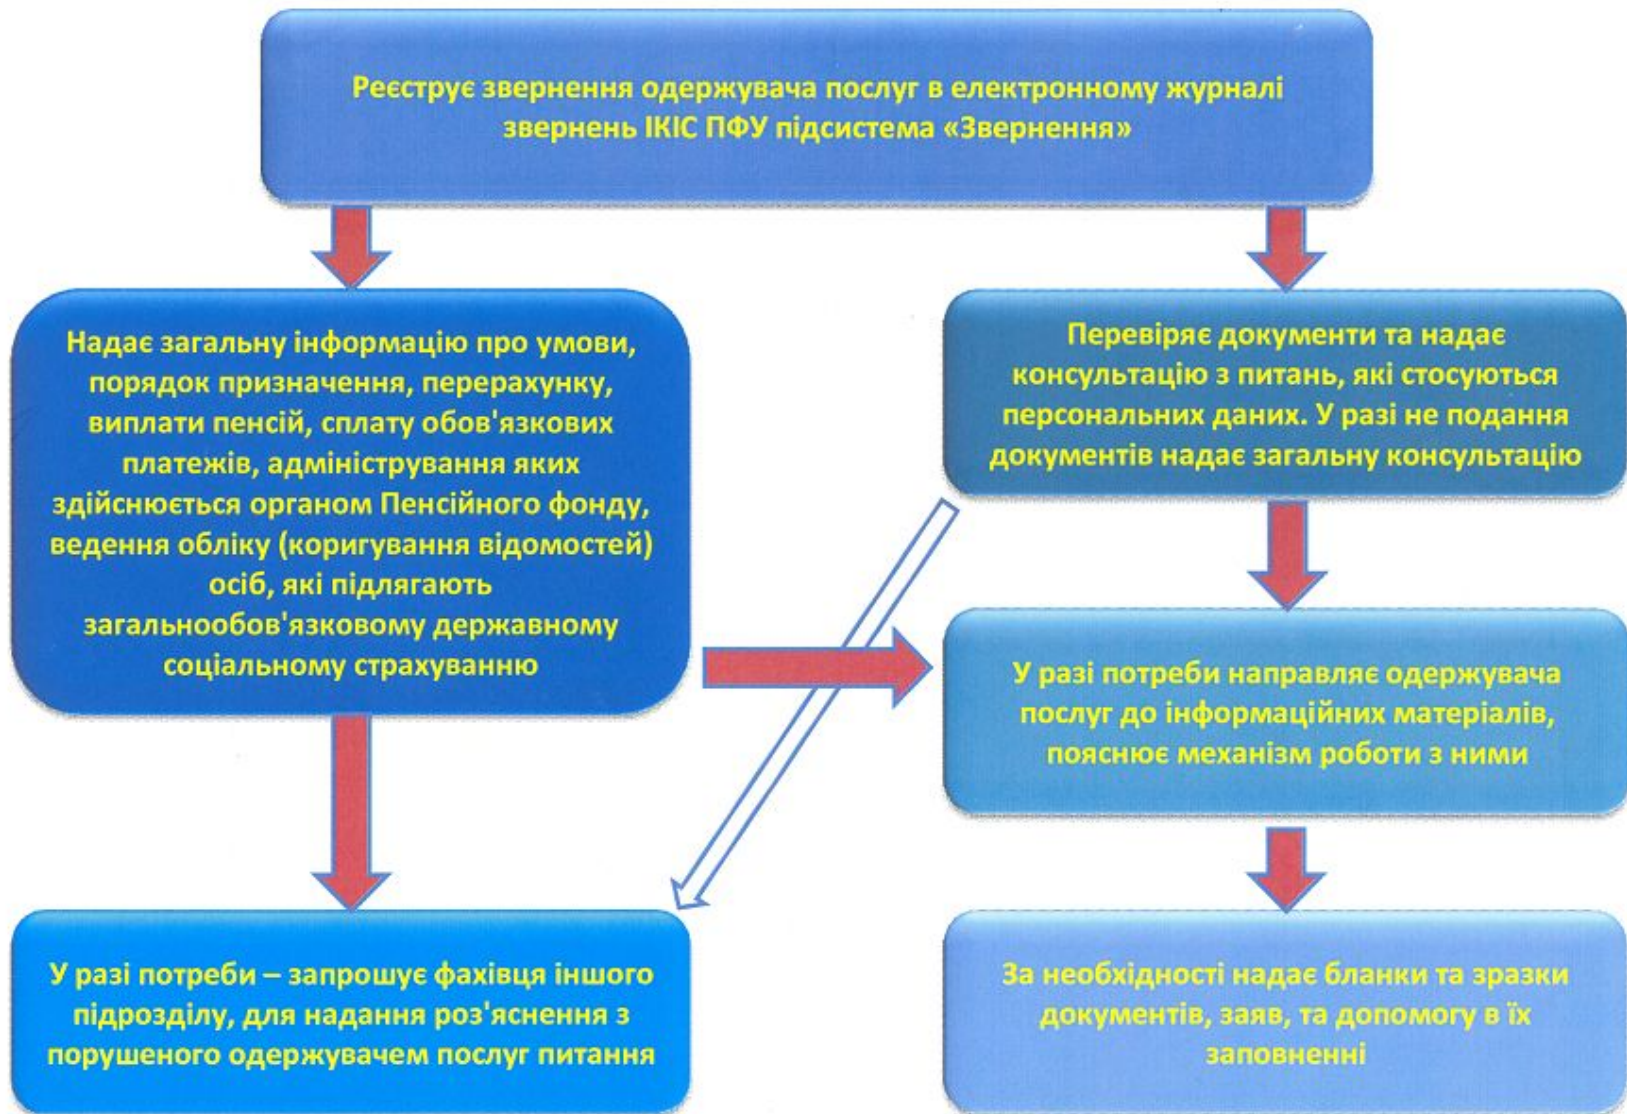 Реєструє звернення одержувача послуг в електронному журналі
звернень ІКІС ПФУ підсистема «Звернення»
Надає загальну інформацію про умови,
порядок призначення, перерахунку,
виплати пенсій, сплату обов'язкових
платежів, адміністрування яких
здійснюється органом Пенсійного фонду,
ведення обліку (коригування відомостей)
осіб, які підлягають
загальнообов'язковому державному
соціальному страхуванню
Перевіряє документи та надає
консультацію з питань, які стосуються
персональних даних. У разі не подання
документів надає загальну консультацію
У разі потреби направляє одержувача
послуг до інформаційних матеріалів,
пояснює механізм роботи з ними
У разі потреби – запрошує фахівця іншого
підрозділу, для надання роз'яснення з
порушеного одержувачем послуг питання
За необхідності надає бланки та зразки
документів, заяв, та допомогу в їх
заповненні